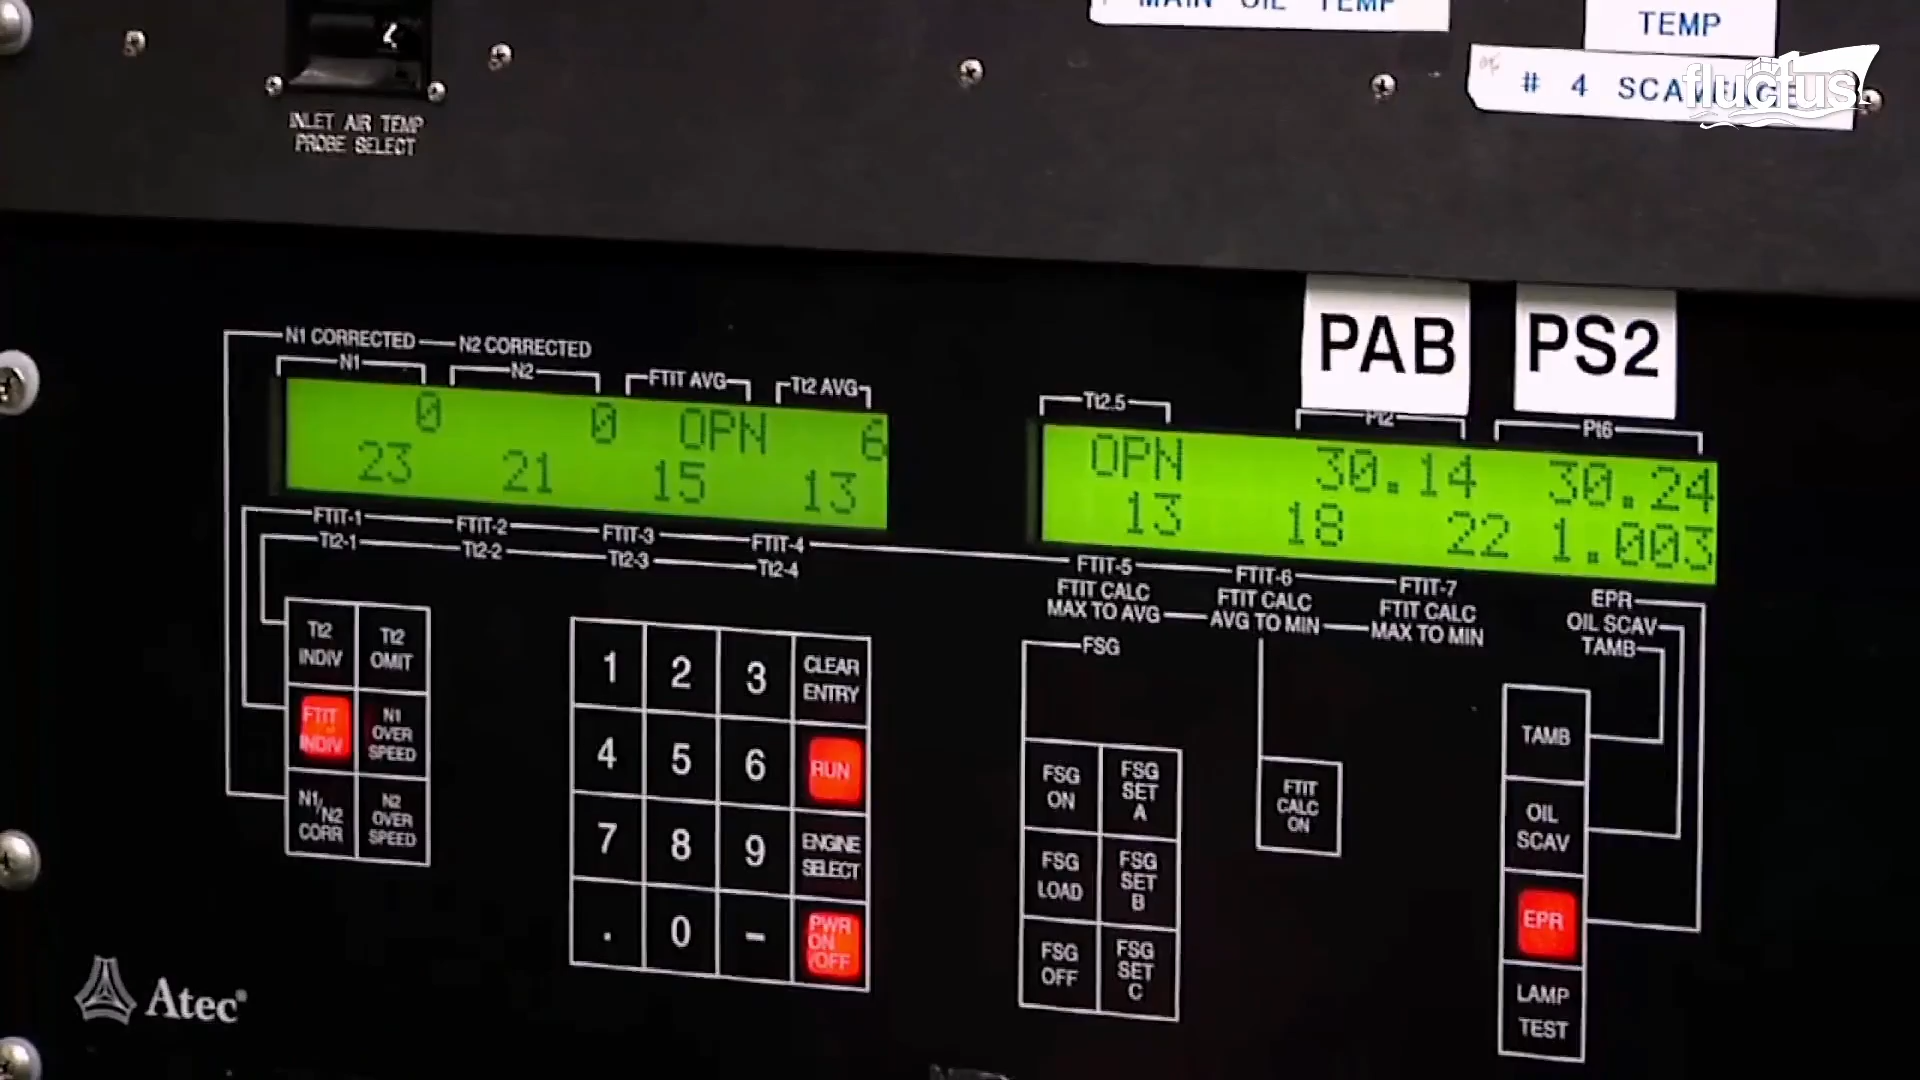 MAIN OIL TEMP
TEMP
# 4 SCAVENGE
fluctus
INLET AIR TEMP
PROBE SELECT
PAB
PS2
N1 CORRECTED
N2 CORRECTED
N1
N2
FTIT AVG
Tt2 AVG
Tt2.5
Pt2
Pt6
0 0 OPN 6
23 21 15 13
OPN 30.14 30.24
13 18 22 1.003
FTIT-1 FTIT-2 FTIT-3 FTIT-4
Tt2-1 Tt2-2 Tt2-3 Tt2-4
FTIT-5 FTIT-6 FTIT-7
FTIT CALC FTIT CALC FTIT CALC
MAX TO AVG AVG TO MIN MAX TO MIN
EPR
OIL SCAV
TAMB
FSG
Tt2
INDIV
Tt2
OMIT
FTIT
INDIV
N1
OVER
SPEED
N1/N2
CORR
N2
OVER
SPEED
1 2 3
CLEAR
ENTRY
4 5 6
RUN
7 8 9
ENGINE
SELECT
. 0 -
PWR
ON
/OFF
FSG
ON
FSG
SET
A
FSG
LOAD
FSG
SET
B
FSG
OFF
FSG
SET
C
FTIT
CALC
ON
TAMB
OIL
SCAV
EPR
LAMP
TEST
Atec®